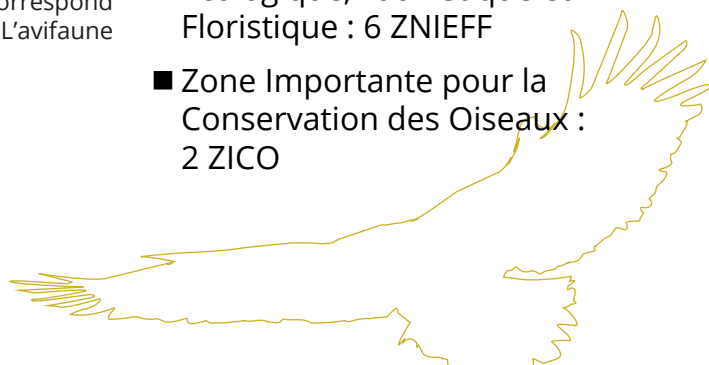 orrespond
L'avifaune
Floristique : 6 ZNIEFF
■ Zone Importante pour la
Conservation des Oiseaux :
2 ZICO